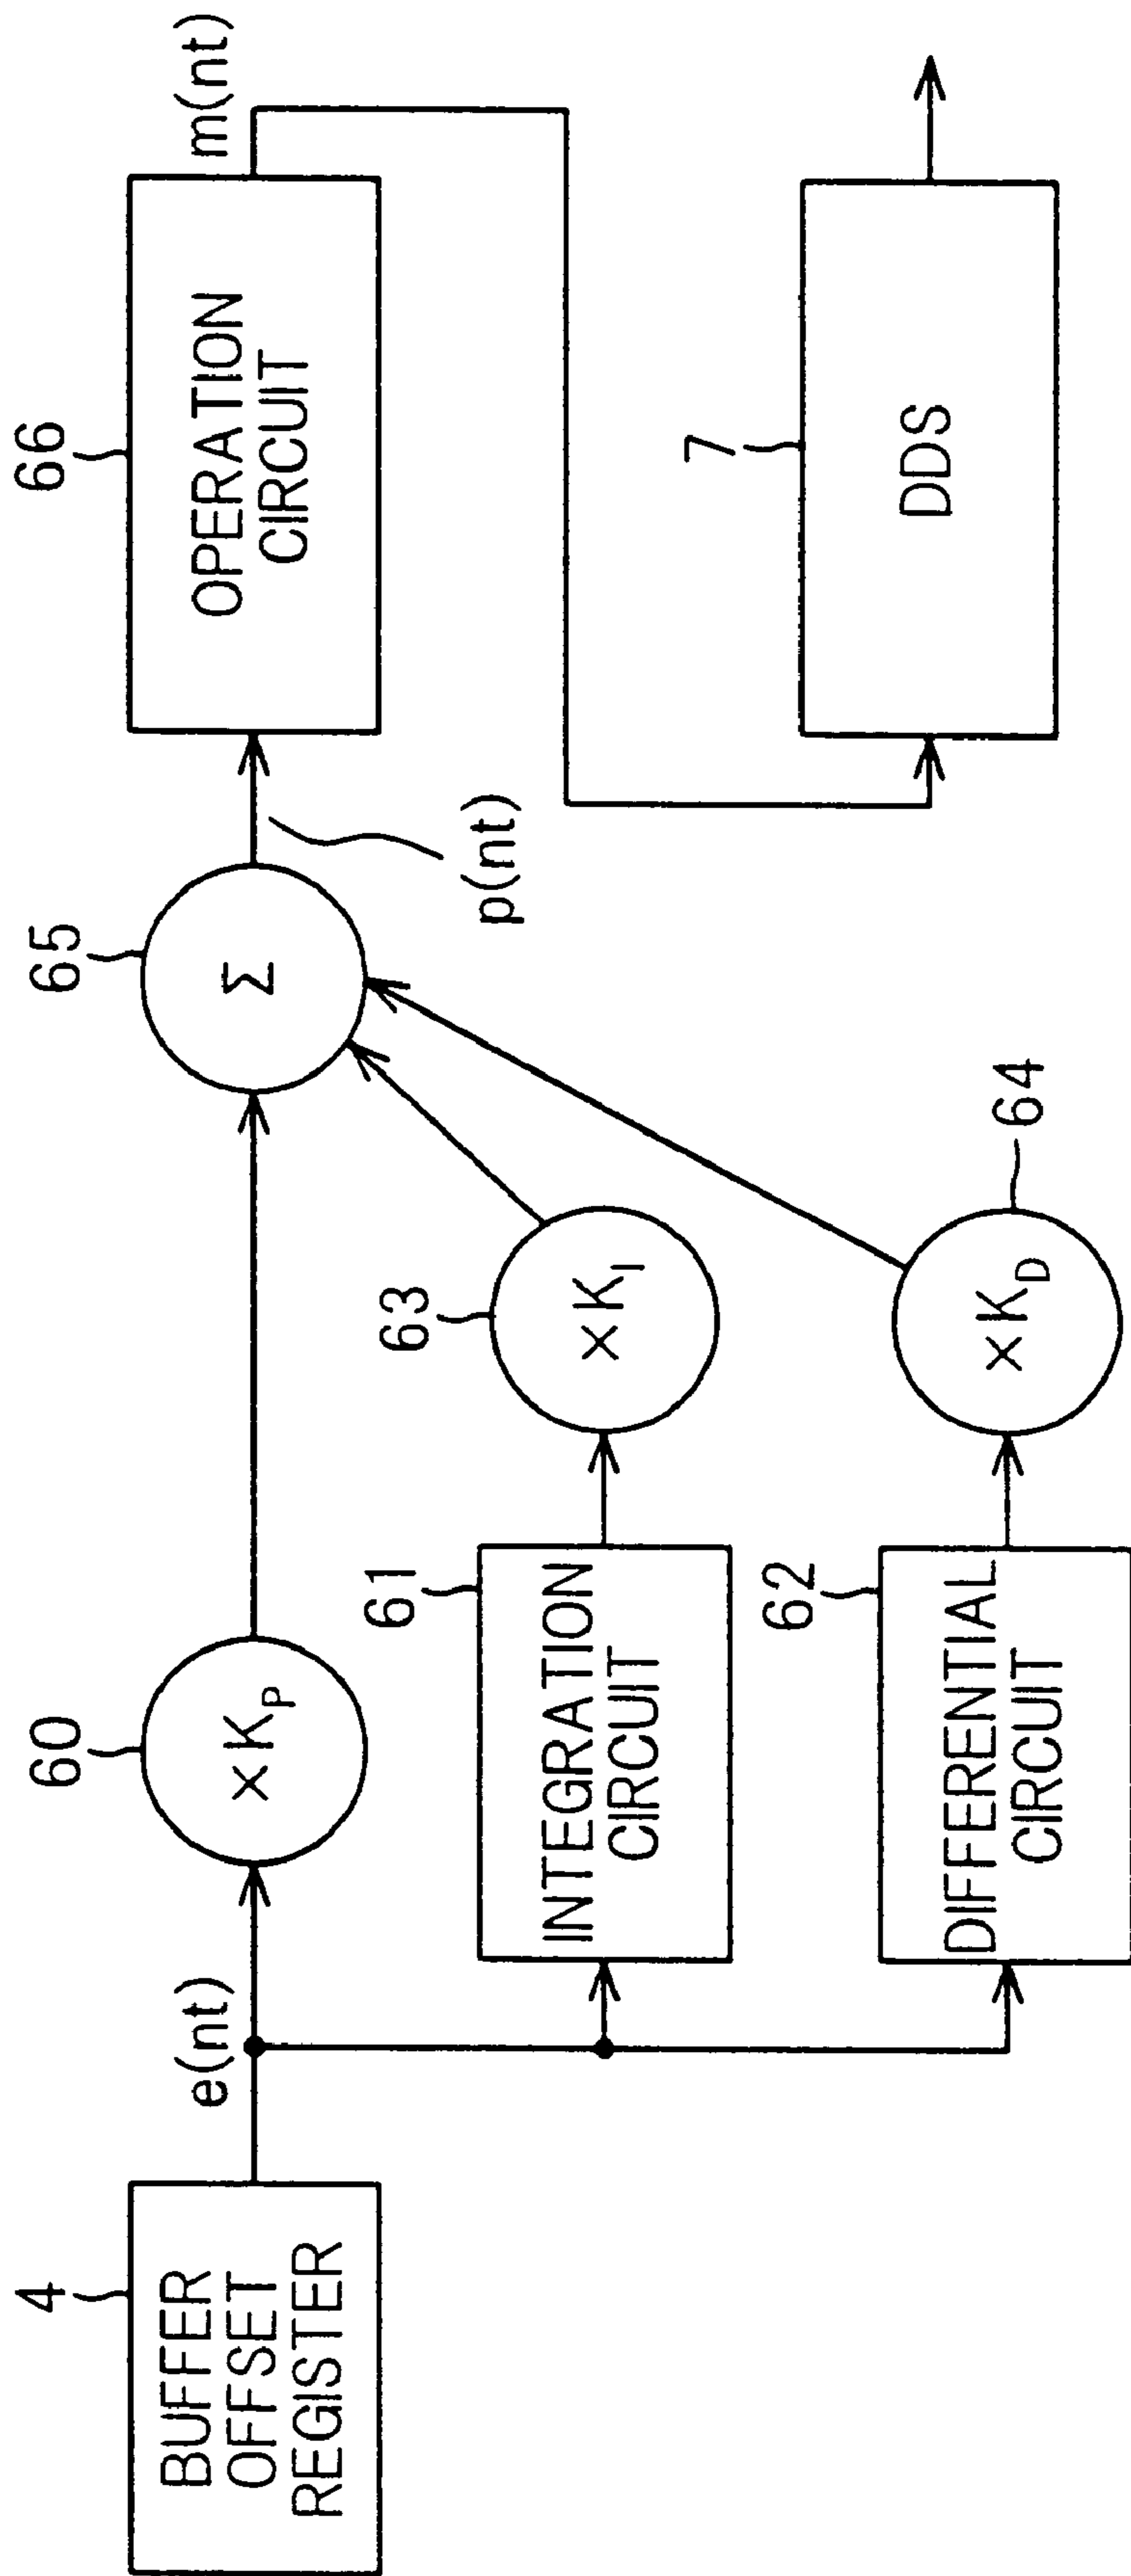 4
BUFFER
OFFSET
REGISTER
e(nt)
60
×K_P
61
INTEGRATION
CIRCUIT
62
DIFFERENTIAL
CIRCUIT
63
×K_I
64
×K_D
65
Σ
p(nt)
66
OPERATION
CIRCUIT
m(nt)
7
DDS